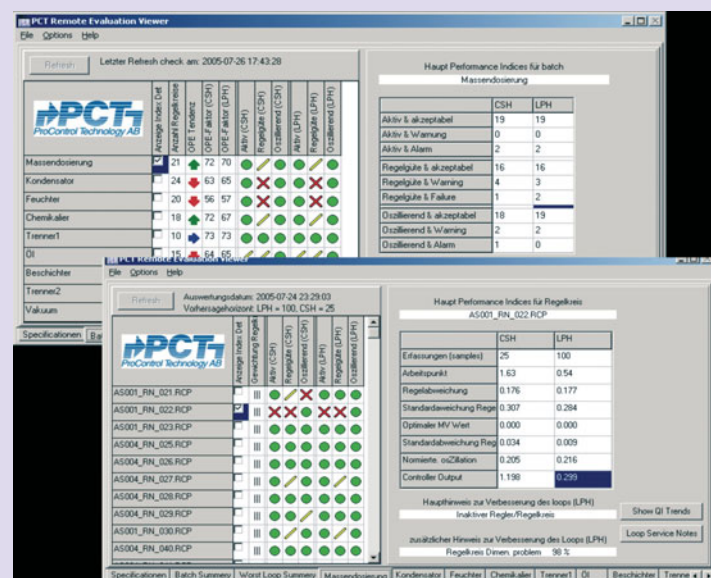 PCT Remote Evaluation Viewer
File Options Help
Refresh
Letzter Refresh check am: 2005-07-26 17:43:28
PCT
ProControl Technology AB
Anzeige Index Det
Anzahl Regelkreise
OPE Tendenz
OPE-Faktor (CSH)
OPE-Faktor (LPH)
Aktiv (CSH)
Regelgüte (CSH)
Oszillierend (CSH)
Aktiv (LPH)
Regelgüte (LPH)
Oszillierend (LPH)
Massendosierung 21 72 70
Kondensator 24 63 65
Feuchter 20 56 57
Chemikalier 18 72 67
Trenner1 10 73 73
Öl 15 64 65
Beschichter
Trenner2
Vakuum
Specificationen
Haupt Performance Indices für batch
Massendosierung
CSH LPH
Aktiv & akzeptabel 19 19
Aktiv & Warnung 0 0
Aktiv & Alarm 2 2
Regelgüte & akzeptabel 16 16
Regelgüte & Warning 4 3
Regelgüte & Failure 1 2
Oszillierend & akzeptabel 18 19
Oszillierend & Warning 2 2
Oszillierend & Alarm 1 0
PCT Remote Evaluation Viewer
File Options Help
Refresh
Auswertungsdatum: 2005-07-24 23:29:03
Vorhersagehorizont: LPH = 100, CSH = 25
PCT
ProControl Technology AB
Anzeige Index Det
Gewichtung Regelk
Aktiv (CSH)
Regelgüte (CSH)
Oszillierend (CSH)
Aktiv (LPH)
Regelgüte (LPH)
Oszillierend (LPH)
AS001_RN_021.RCP
AS001_RN_022.RCP
AS001_RN_023.RCP
AS004_RN_025.RCP
AS004_RN_026.RCP
AS004_RN_027.RCP
AS004_RN_028.RCP
AS004_RN_029.RCP
AS001_RN_030.RCP
AS004_RN_040.RCP
Haupt Performance Indices für Regelkreis
AS001_RN_022.RCP
CSH LPH
Erfassungen (samples) 25 100
Arbeitspunkt 1.63 0.54
Regelabweichung 0.176 0.177
Standardaweichung Rege 0.307 0.284
Optimaler MV Wert 0.000 0.000
Standardabweichung Reg 0.034 0.009
Normierte. osZillation 0.205 0.216
Controller Output 1.198 0.299
Haupthinweis zur Verbesserung des loops (LPH)
Inaktiver Regler/Regelkreis
zusätzlicher Hinweis zur Verbesserung des Loops (LPH)
Regelkreis Dimen. problem 98 %
Show QI Trends
Loop Service Notes
Specificationen Batch Summery Worst Loop Summery Massendosierung Kondensator Feuchter Chemikalier Trenner1 Öl Beschichter Trenne